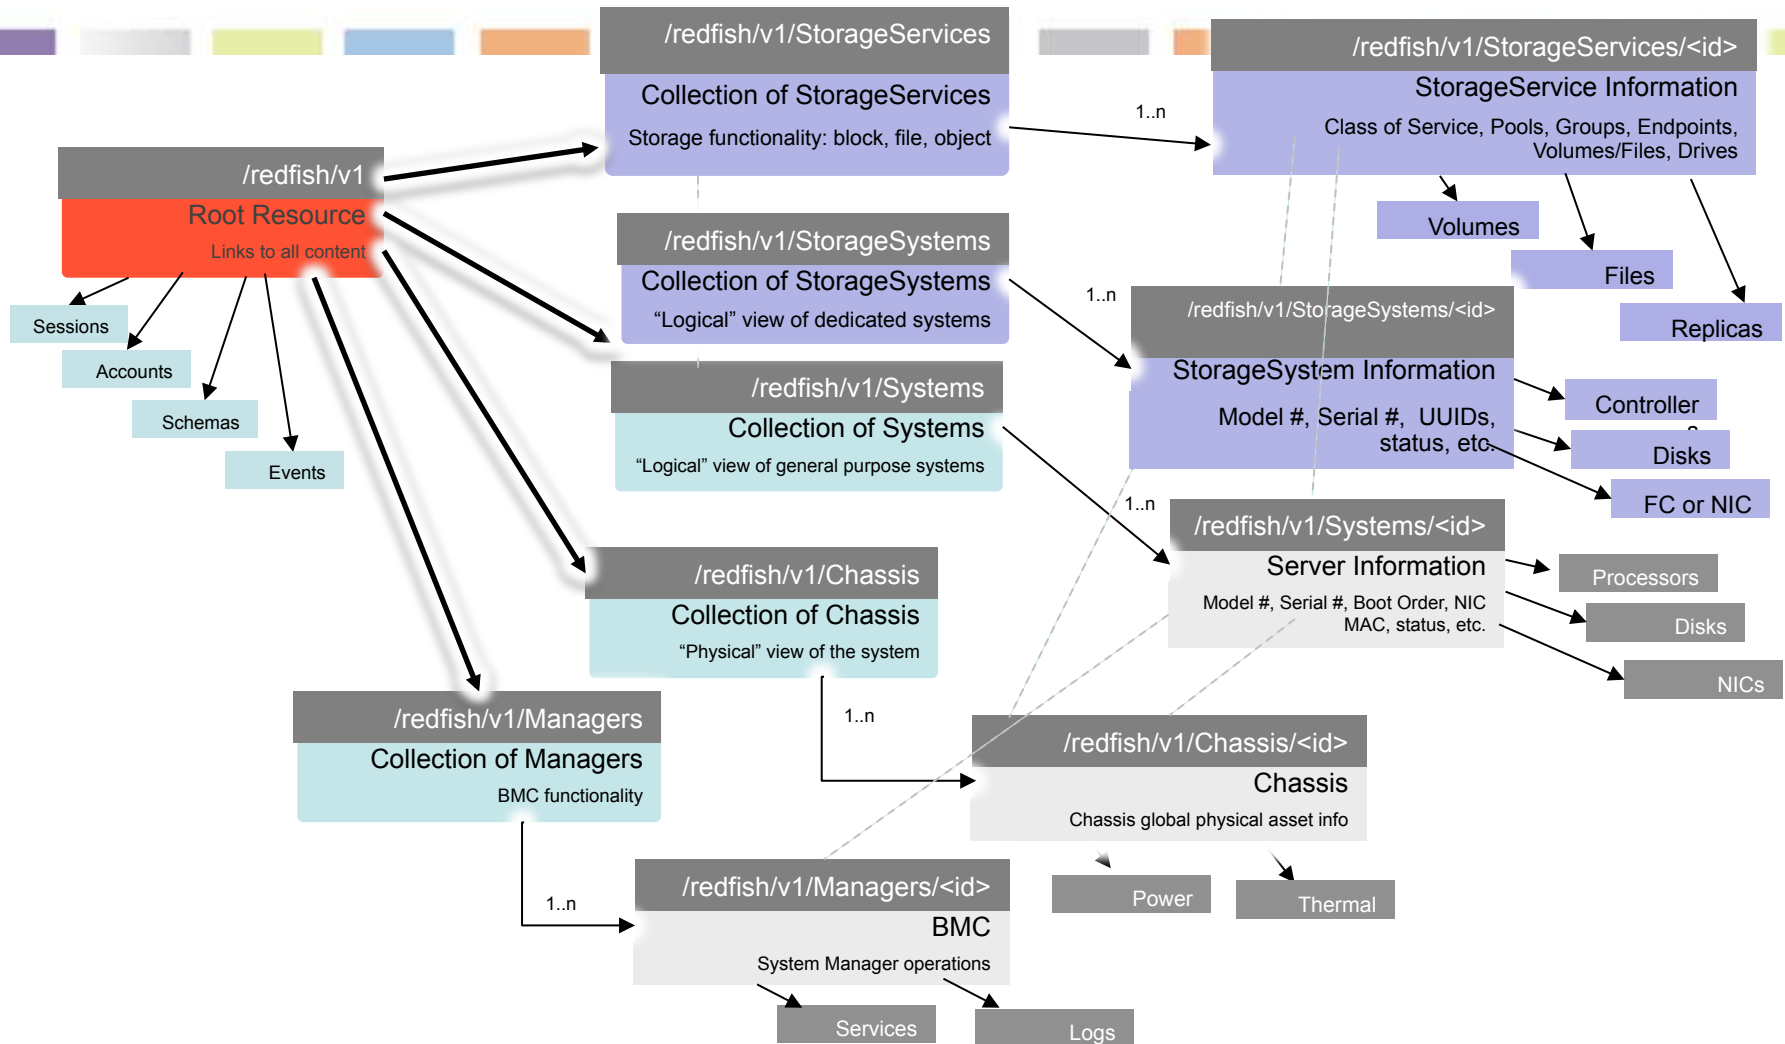 /redfish/v1/StorageServices
Collection of StorageServices
Storage functionality: block, file, object
/redfish/v1/StorageServices/<id>
StorageService Information
Class of Service, Pools, Groups, Endpoints,
Volumes/Files, Drives
1..n
/redfish/v1
Root Resource
Links to all content
Volumes
Files
Replicas
/redfish/v1/StorageSystems
Collection of StorageSystems
“Logical” view of dedicated systems
1..n
/redfish/v1/StorageSystems/<id>
StorageSystem Information
Model #, Serial #, UUIDs,
status, etc.
Sessions
Accounts
Schemas
Events
/redfish/v1/Systems
Collection of Systems
“Logical” view of general purpose systems
Controller
s
Disks
FC or NIC
1..n
/redfish/v1/Systems/<id>
Server Information
Model #, Serial #, Boot Order, NIC
MAC, status, etc.
Processors
Disks
NICs
/redfish/v1/Chassis
Collection of Chassis
“Physical” view of the system
1..n
/redfish/v1/Chassis/<id>
Chassis
Chassis global physical asset info
Power
Thermal
/redfish/v1/Managers
Collection of Managers
BMC functionality
1..n
/redfish/v1/Managers/<id>
BMC
System Manager operations
Services
Logs